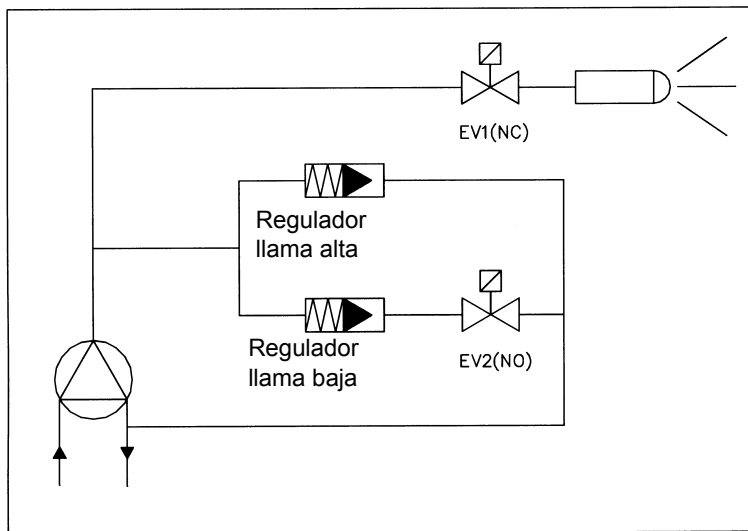 EV1(NC)
Regulador
llama alta
Regulador
llama baja
EV2(NO)